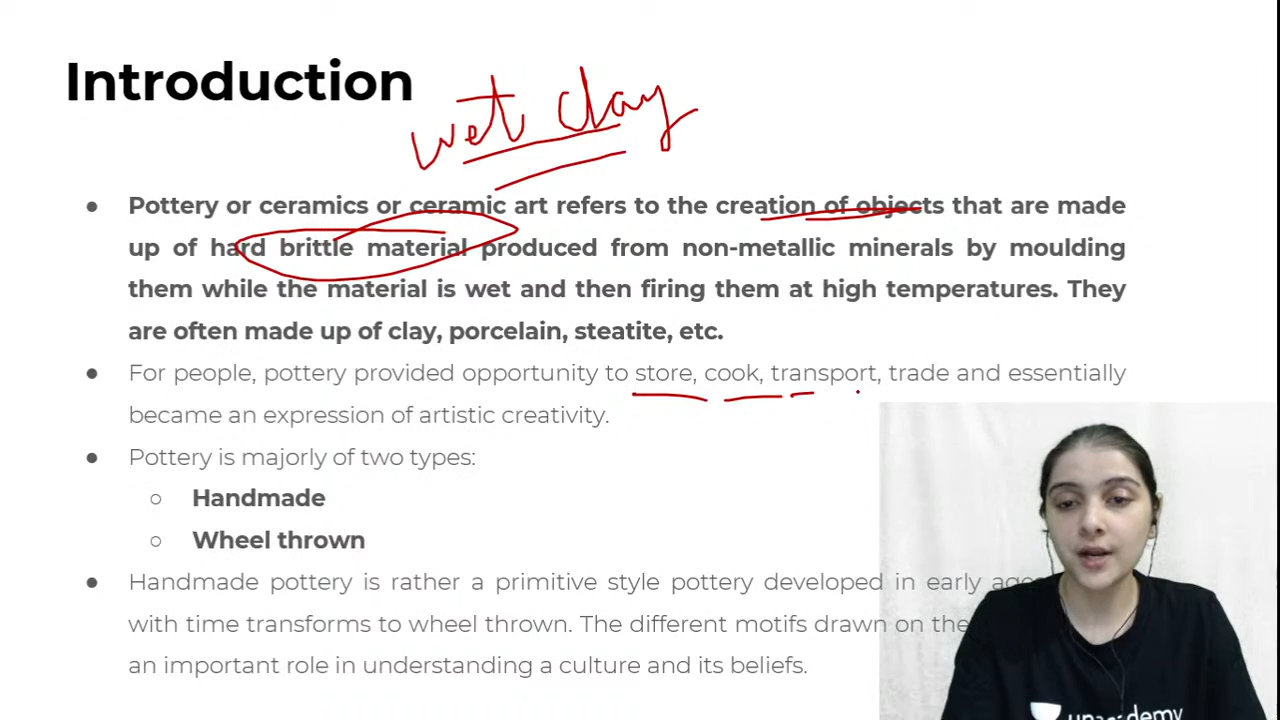 Introduction
wet clay
● Pottery or ceramics or ceramic art refers to the creation of objects that are made
up of hard brittle material produced from non-metallic minerals by moulding
them while the material is wet and then firing them at high temperatures. They
are often made up of clay, porcelain, steatite, etc.
● For people, pottery provided opportunity to store, cook, transport, trade and essentially
became an expression of artistic creativity.
● Pottery is majorly of two types:
○ Handmade
○ Wheel thrown
● Handmade pottery is rather a primitive style pottery developed in early
with time transforms to wheel thrown. The different motifs drawn on the
an important role in understanding a culture and its beliefs.
unacademy